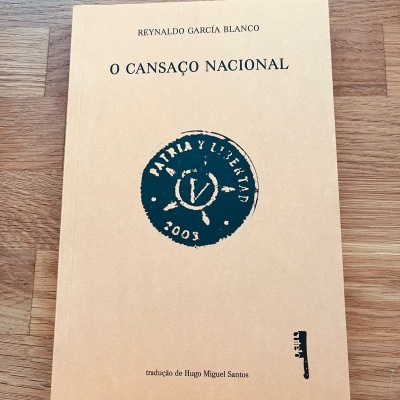 REYNALDO GARCÍA BLANCO
O CANSAÇO NACIONAL
PATRIA Y LIBERTAD
V
2003
tradução de Hugo Miguel Santos